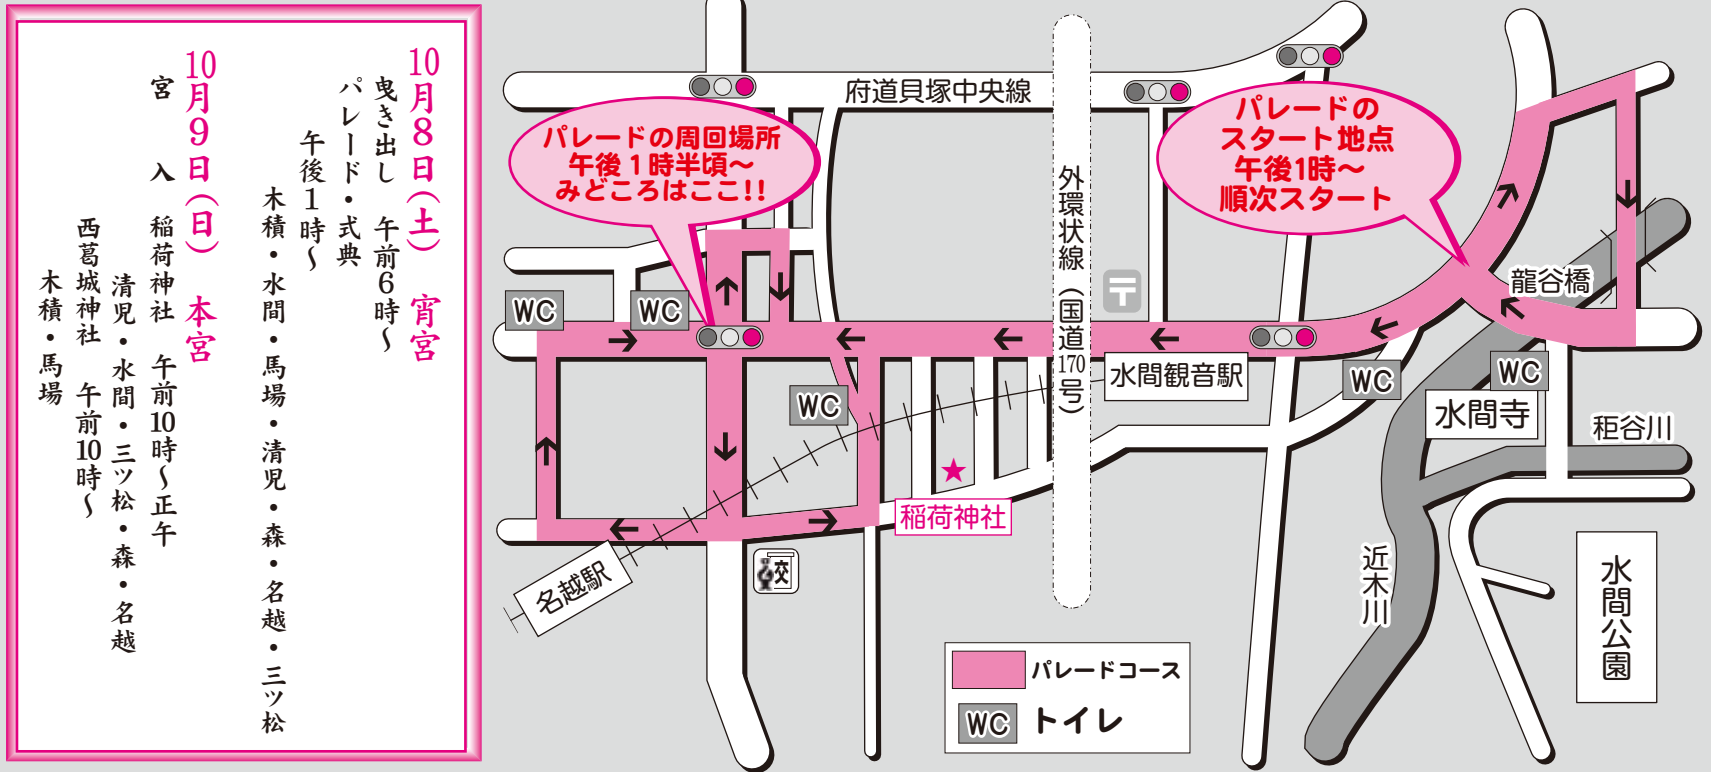 10月8日(土) 宵宮
曳き出し 午前6時〜
パレード・式典
午後1時〜
木積・水間・馬場・清児・森・名越・三ツ松
10月9日(日) 本宮
宮入 稲荷神社 午前10時〜正午
清児・水間・三ツ松・森・名越
西葛城神社 午前10時〜
木積・馬場
府道貝塚中央線
パレードの周回場所
午後1時半頃〜
みどころはここ!!
パレードの
スタート地点
午後1時〜
順次スタート
外環状線(国道170号)
〒
龍谷橋
WC
WC
WC
WC
WC
水間観音駅
水間寺
秬谷川
稲荷神社
交
名越駅
近木川
水間公園
パレードコース
WC トイレ